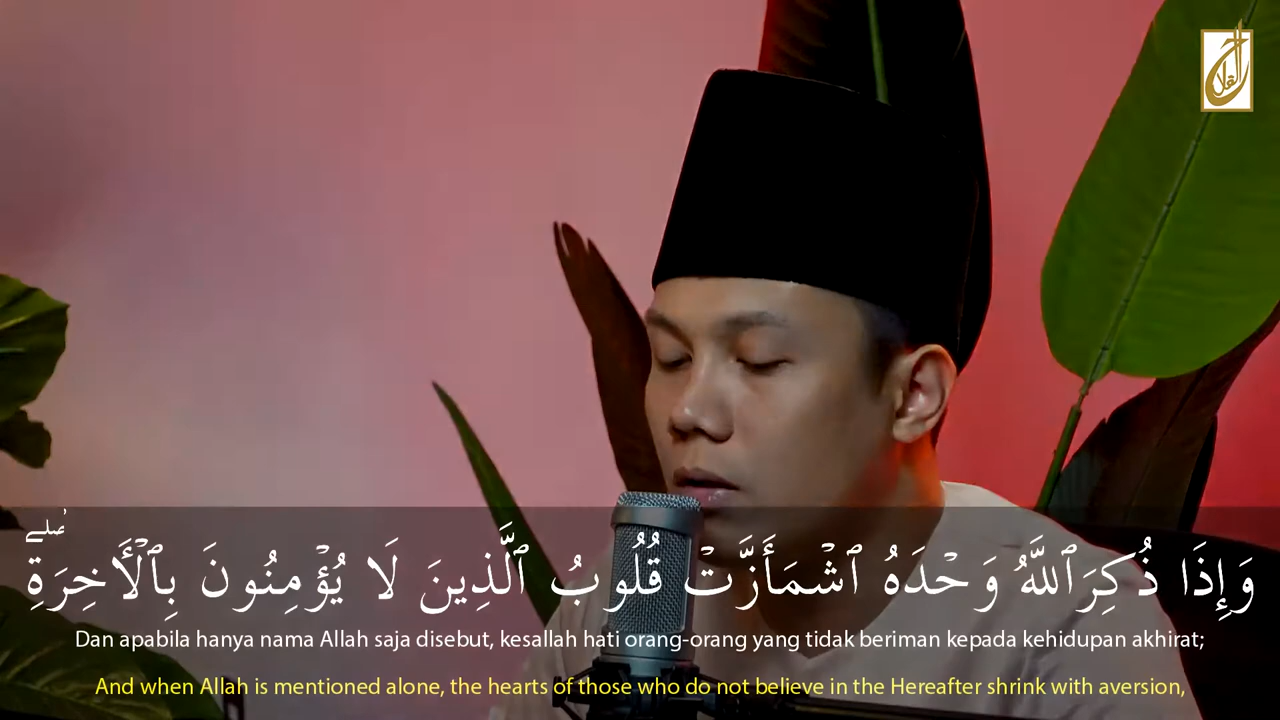 العلا
وَإِذَا ذُكِرَ ٱللَّهُ وَحْدَهُ ٱشْمَأَزَّتْ قُلُوبُ ٱلَّذِينَ لَا يُؤْمِنُونَ بِٱلْأَخِرَةِۖ
Dan apabila hanya nama Allah saja disebut, kesallah hati orang-orang yang tidak beriman kepada kehidupan akhirat;
And when Allah is mentioned alone, the hearts of those who do not believe in the Hereafter shrink with aversion,